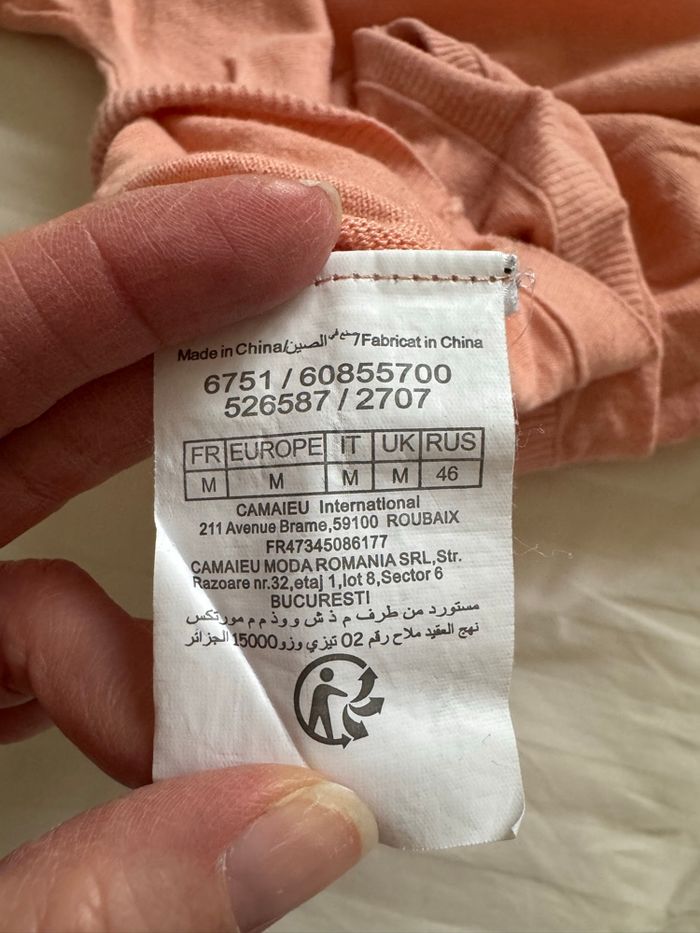 Made in China/صنع في الصين/Fabricat in China
6751 / 60855700
526587 / 2707
FR EUROPE IT UK RUS
M M M M 46
CAMAIEU International
211 Avenue Brame,59100 ROUBAIX
FR47345086177
CAMAIEU MODA ROMANIA SRL,Str.
Razoare nr.32,etaj 1,lot 8,Sector 6
BUCURESTI
مستورد من طرف م ذ ش و و ذ م م مورتكس
نهج العقيد ملاح رقم 02 تيزي وزو 15000 الجزائر